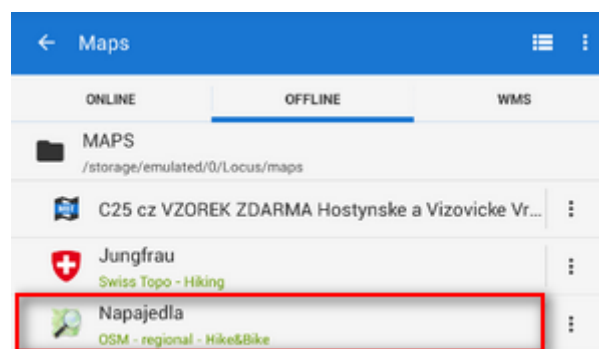 Maps
ONLINE OFFLINE WMS
MAPS
/storage/emulated/0/Locus/maps
C25 cz VZOREK ZDARMA Hostynske a Vizovicke Vr...
Jungfrau
Swiss Topo - Hiking
Napajedla
OSM - regional - Hike&Bike